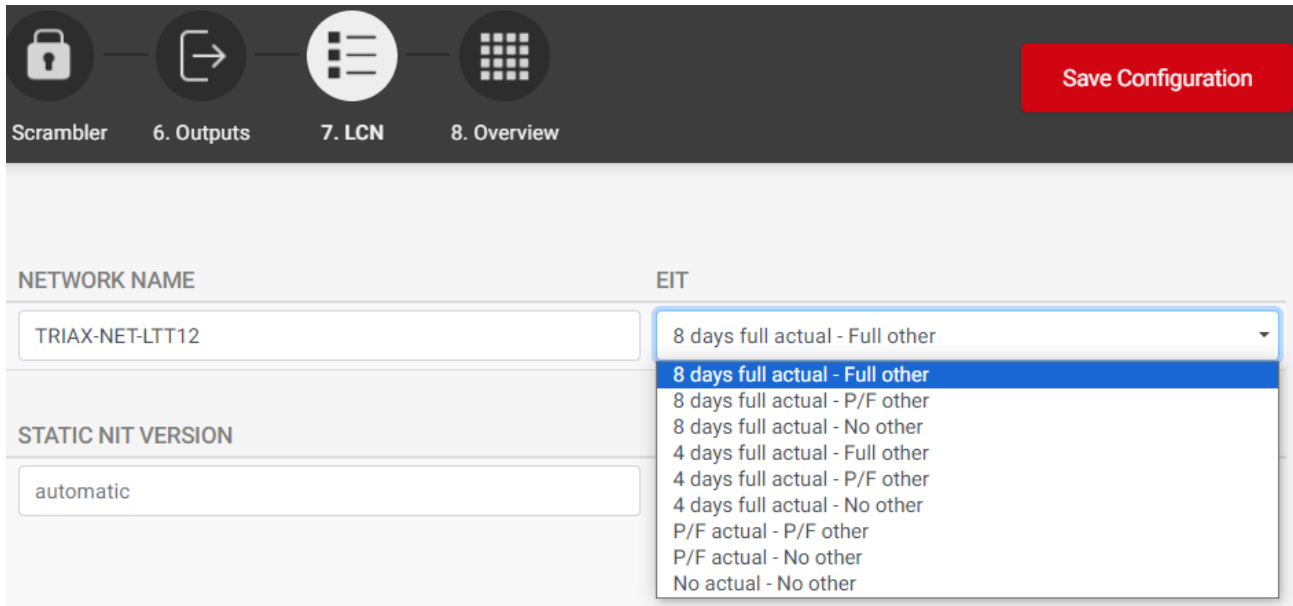 Scrambler
6. Outputs
7. LCN
8. Overview
Save Configuration
NETWORK NAME
TRIAX-NET-LTT12
STATIC NIT VERSION
automatic
EIT
8 days full actual - Full other
8 days full actual - Full other
8 days full actual - P/F other
8 days full actual - No other
4 days full actual - Full other
4 days full actual - P/F other
4 days full actual - No other
P/F actual - P/F other
P/F actual - No other
No actual - No other